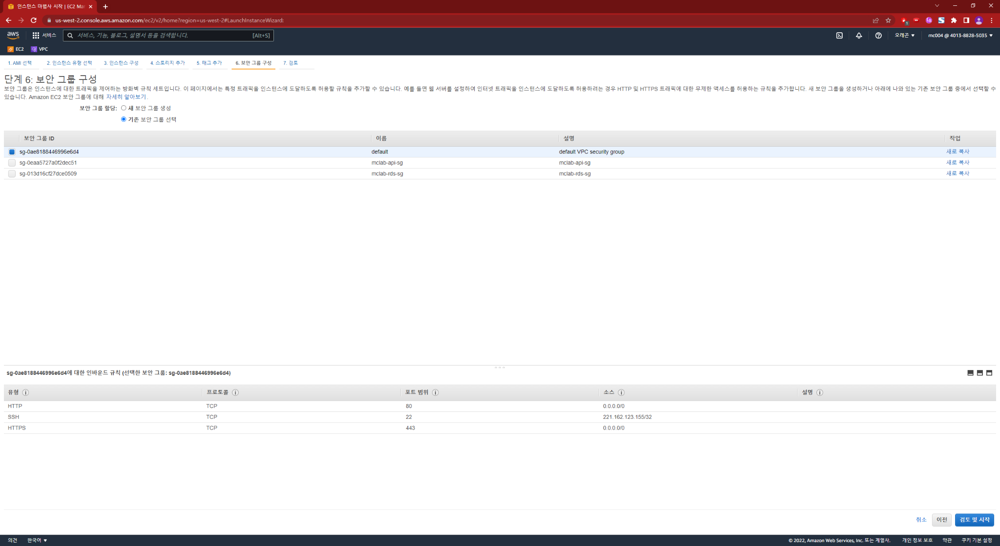 인스턴스 마법사 시작 | EC2 Mar
us-west-2.console.aws.amazon.com/ec2/v2/home?region=us-west-2#LaunchInstanceWizard:
aws 서비스 서비스, 기능, 블로그, 설명서 등을 검색합니다. [Alt+S] 오레곤 mc004 @ 4013-8828-5035
EC2 VPC
1. AMI 선택 2. 인스턴스 유형 선택 3. 인스턴스 구성 4. 스토리지 추가 5. 태그 추가 6. 보안 그룹 구성 7. 검토
단계 6: 보안 그룹 구성
보안 그룹은 인스턴스에 대한 트래픽을 제어하는 방화벽 규칙 세트입니다. 이 페이지에서는 특정 트래픽을 인스턴스에 도달하도록 허용할 규칙을 추가할 수 있습니다. 예를 들면 웹 서버를 설정하여 인터넷 트래픽을 인스턴스에 도달하도록 허용하려는 경우 HTTP 및 HTTPS 트래픽에 대한 무제한 액세스를 허용하는 규칙을 추가합니다. 새 보안 그룹을 생성하거나 아래에 나와 있는 기존 보안 그룹 중에서 선택할 수
있습니다. Amazon EC2 보안 그룹에 대해 자세히 알아보기.
보안 그룹 할당: 새 보안 그룹 생성
기존 보안 그룹 선택
보안 그룹 ID 이름 설명 작업
sg-0ae8188446996e6d4 default default VPC security group 새로 복사
sg-0eaa5727a0f2dec51 mclab-api-sg mclab-api-sg 새로 복사
sg-013d16cf27dce0509 mclab-rds-sg mclab-rds-sg 새로 복사
sg-0ae8188446996e6d4에 대한 인바운드 규칙 (선택한 보안 그룹: sg-0ae8188446996e6d4)
유형 프로토콜 포트 범위 소스 설명
HTTP TCP 80 0.0.0.0/0
SSH TCP 22 221.162.123.155/32
HTTPS TCP 443 0.0.0.0/0
취소 이전 검토 및 시작
의견 한국어 © 2022, Amazon Web Services, Inc. 또는 계열사. 개인 정보 보호 약관 쿠키 기본 설정